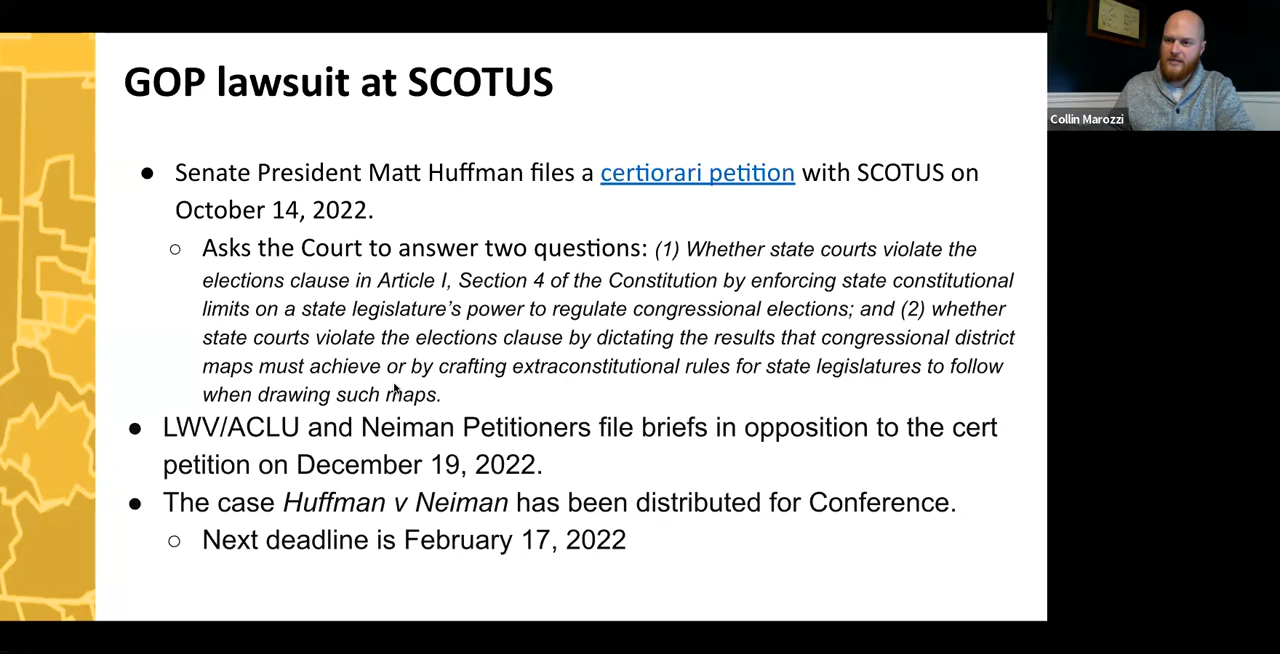 GOP lawsuit at SCOTUS
Collin Marozzi
● Senate President Matt Huffman files a certiorari petition with SCOTUS on
October 14, 2022.
○ Asks the Court to answer two questions: (1) Whether state courts violate the
elections clause in Article I, Section 4 of the Constitution by enforcing state constitutional
limits on a state legislature's power to regulate congressional elections; and (2) whether
state courts violate the elections clause by dictating the results that congressional district
maps must achieve or by crafting extraconstitutional rules for state legislatures to follow
when drawing such maps.
● LWV/ACLU and Neiman Petitioners file briefs in opposition to the cert
petition on December 19, 2022.
● The case Huffman v Neiman has been distributed for Conference.
○ Next deadline is February 17, 2022